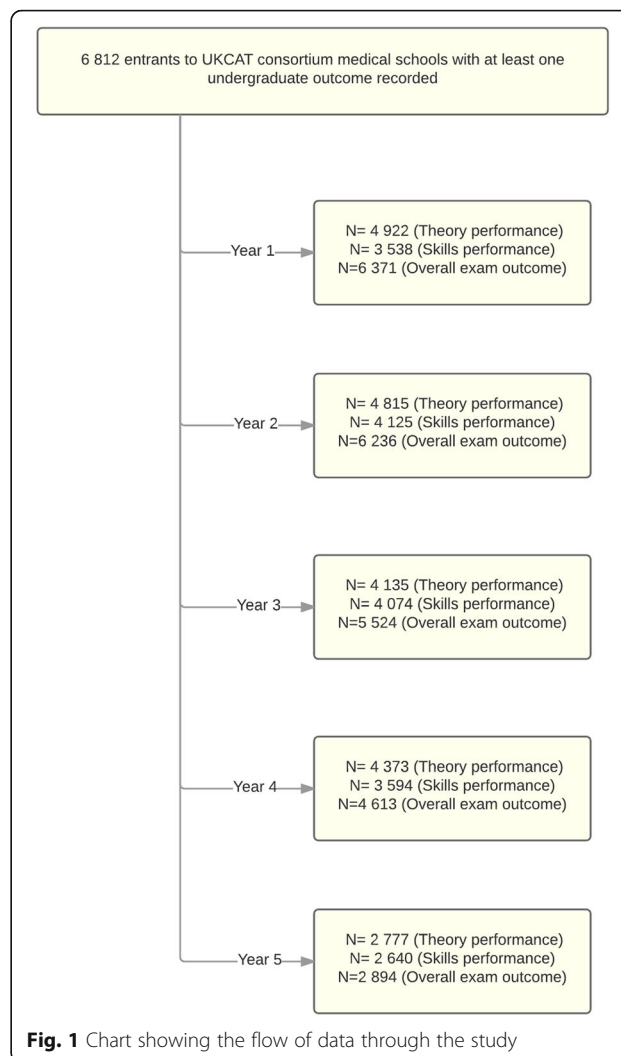 6 812 entrants to UKCAT consortium medical schools with at least one
undergraduate outcome recorded
Year 1
N= 4 922 (Theory performance)
N= 3 538 (Skills performance)
N=6 371 (Overall exam outcome)
Year 2
N= 4 815 (Theory performance)
N= 4 125 (Skills performance)
N=6 236 (Overall exam outcome)
Year 3
N= 4 135 (Theory performance)
N= 4 074 (Skills performance)
N=5 524 (Overall exam outcome)
Year 4
N= 4 373 (Theory performance)
N= 3 594 (Skills performance)
N=4 613 (Overall exam outcome)
Year 5
N= 2 777 (Theory performance)
N= 2 640 (Skills performance)
N=2 894 (Overall exam outcome)
Fig. 1 Chart showing the flow of data through the study